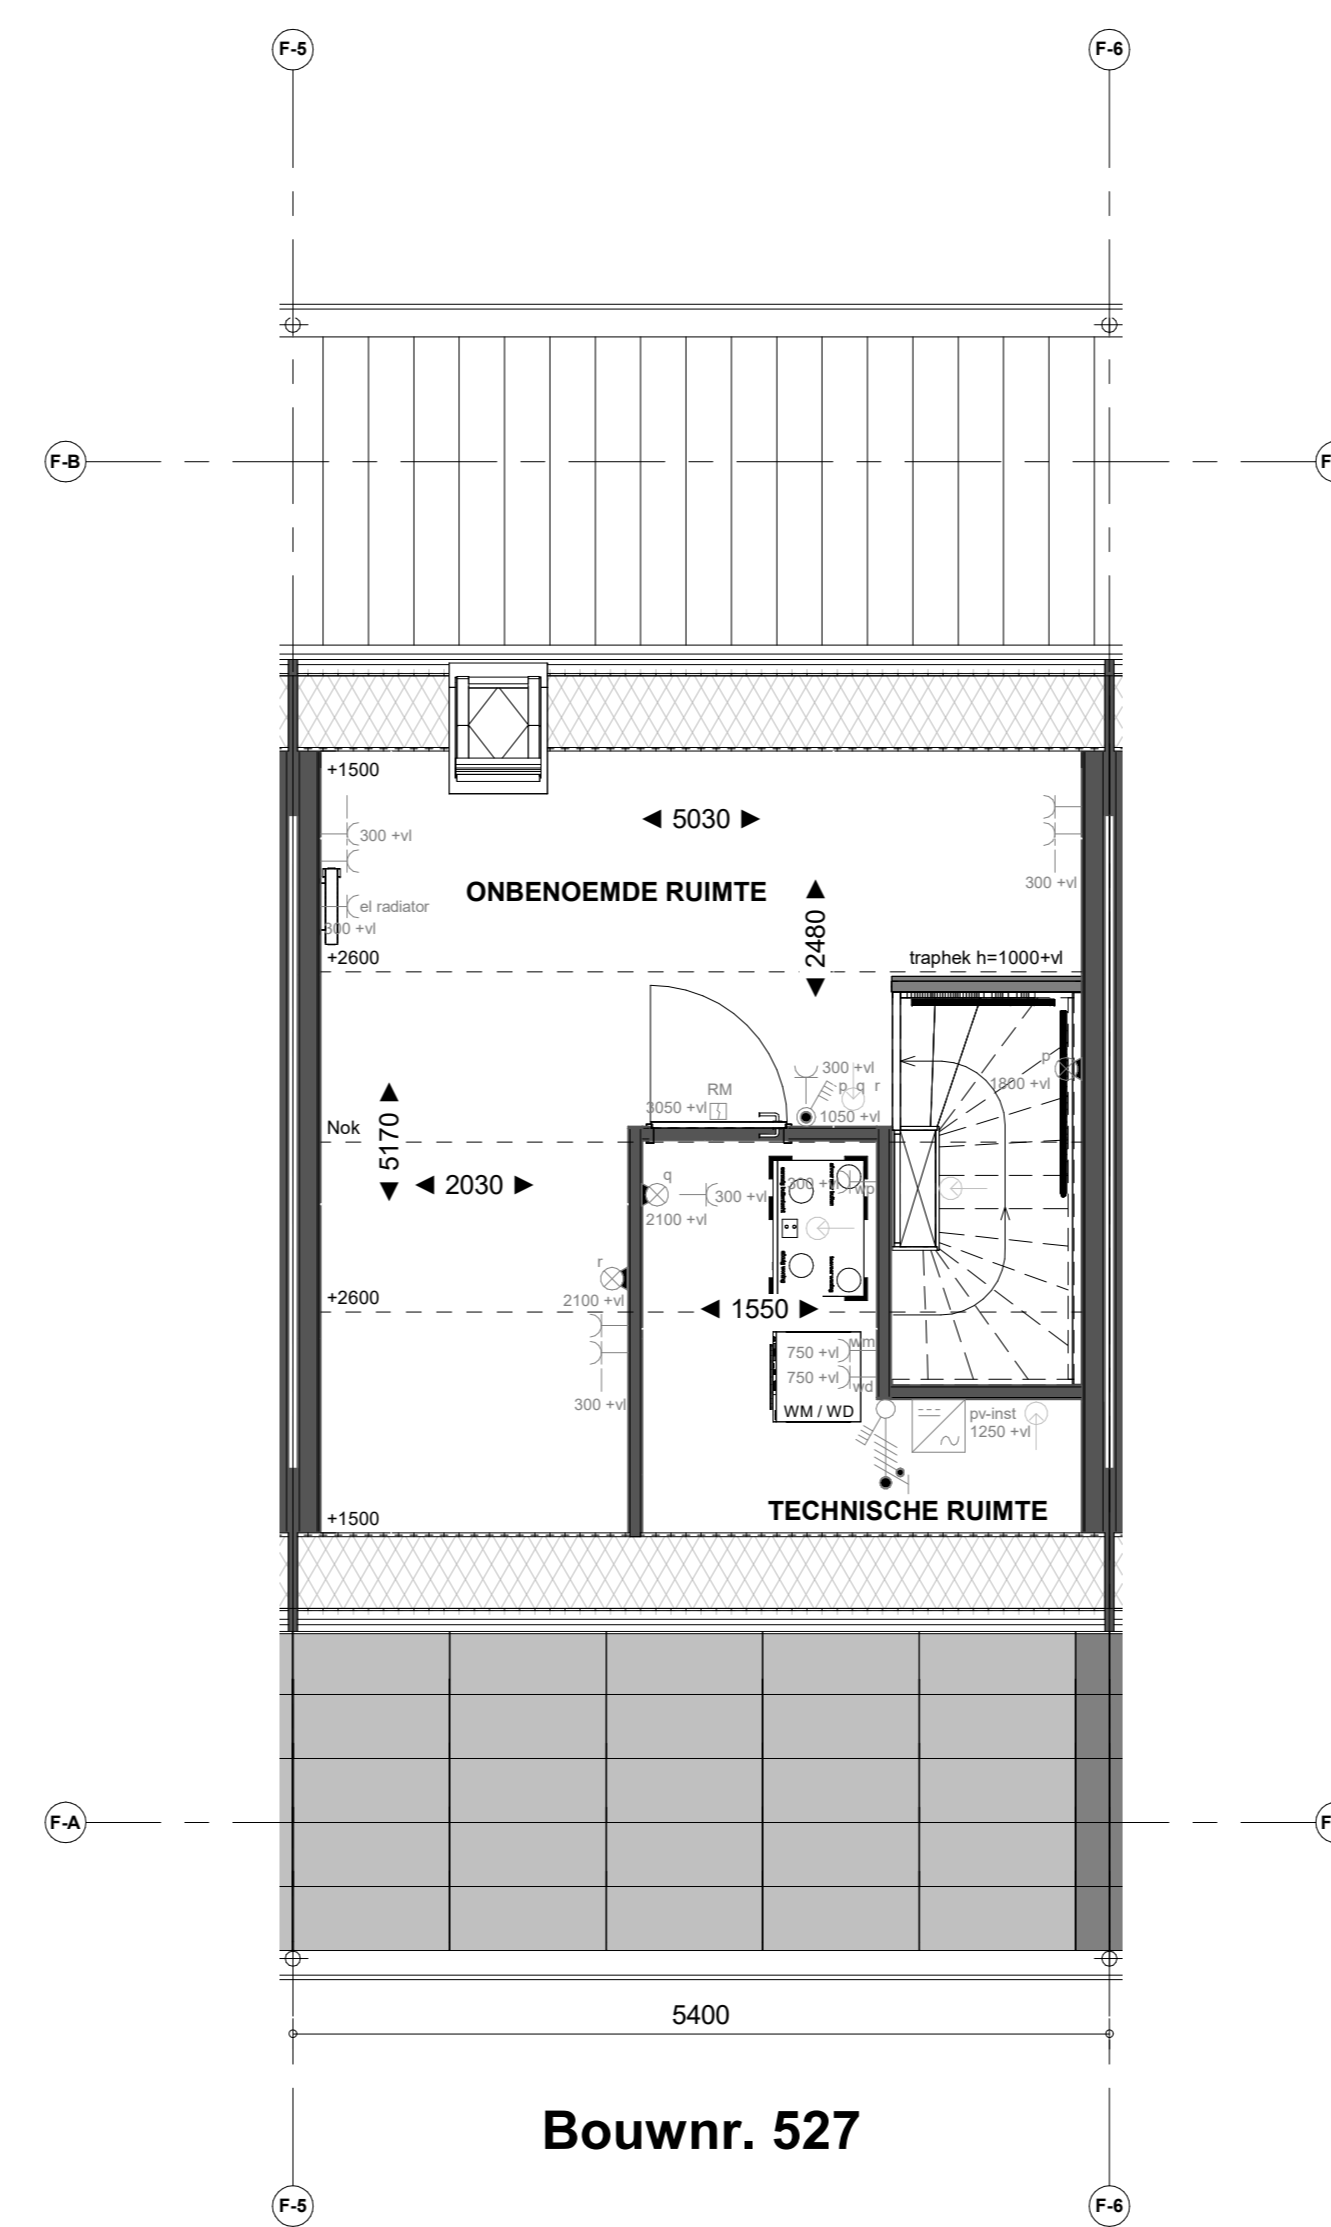 F-5 F-6
F-B F
+1500
5030
300 +vl
300 +vl
ONBENOEMDE RUIMTE
el radiator
300 +vl
2480
+2600
traphek h=1000+vl
p
1800 +vl
300 +vl
p q r
RM
3050 +vl
1050 +vl
Nok
5170
2030
q
300 +vl
2100 +vl
300 +vl
wp
r
2100 +vl
+2600
1550
300 +vl
750 +vl wm
750 +vl wd
WM / WD
pv-inst
1250 +vl
TECHNISCHE RUIMTE
+1500
F-A F
5400
Bouwnr. 527
F-5 F-6